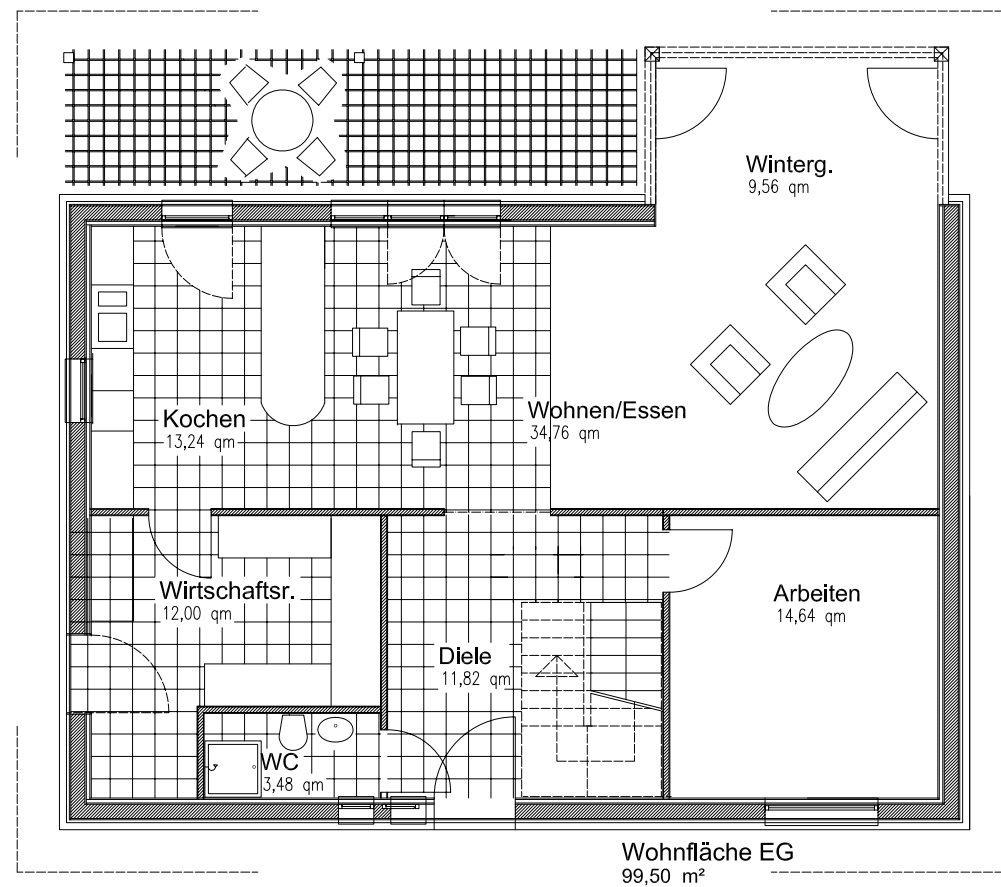 Winterg.
9,56 qm
Kochen
13,24 qm
Wohnen/Essen
34,76 qm
Wirtschaftsr.
12,00 qm
Arbeiten
14,64 qm
Diele
11,82 qm
WC
3,48 qm
Wohnfläche EG
99,50 m²